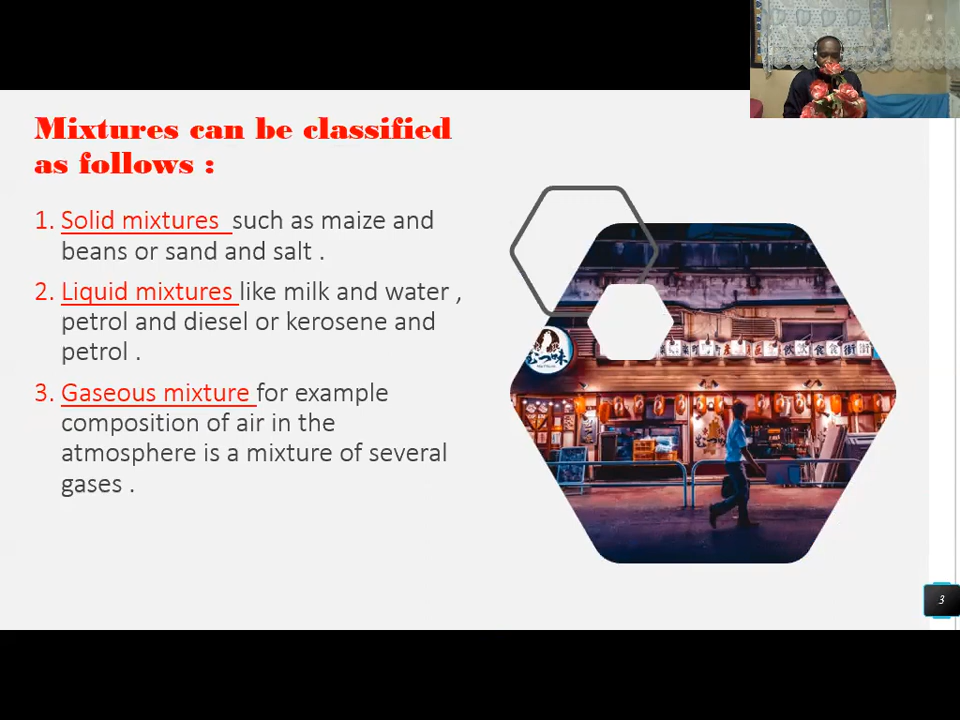 Mixtures can be classified
as follows :
1. Solid mixtures such as maize and
beans or sand and salt .
2. Liquid mixtures like milk and water ,
petrol and diesel or kerosene and
petrol .
3. Gaseous mixture for example
composition of air in the
atmosphere is a mixture of several
gases .
3